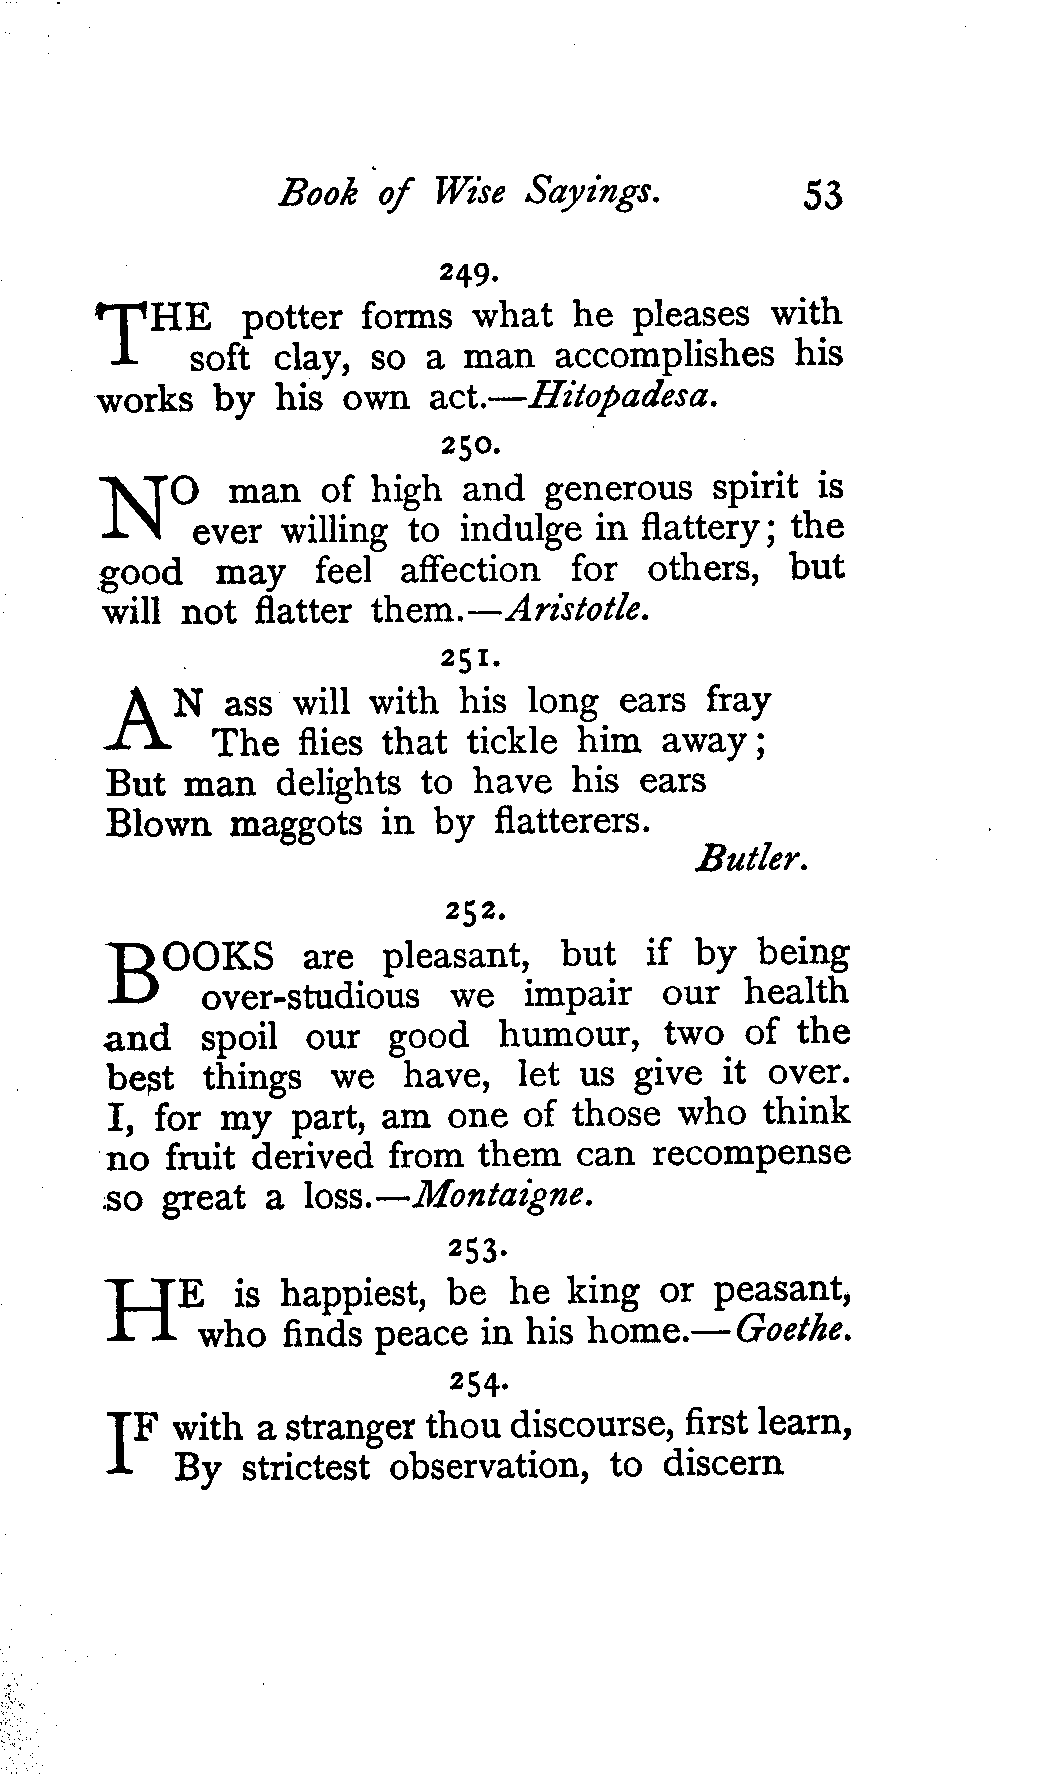 Book of Wise Sayings. 53
249.
THE potter forms what he pleases with
soft clay, so a man accomplishes his
works by his own act.—Hitopadesa.
250.
NO man of high and generous spirit is
ever willing to indulge in flattery; the
good may feel affection for others, but
will not flatter them.—Aristotle.
251.
AN ass will with his long ears fray
The flies that tickle him away;
But man delights to have his ears
Blown maggots in by flatterers.
Butler.
252.
BOOKS are pleasant, but if by being
over-studious we impair our health
and spoil our good humour, two of the
best things we have, let us give it over.
I, for my part, am one of those who think
no fruit derived from them can recompense
so great a loss.—Montaigne.
253.
HE is happiest, be he king or peasant,
who finds peace in his home.—Goethe.
254.
IF with a stranger thou discourse, first learn,
By strictest observation, to discern